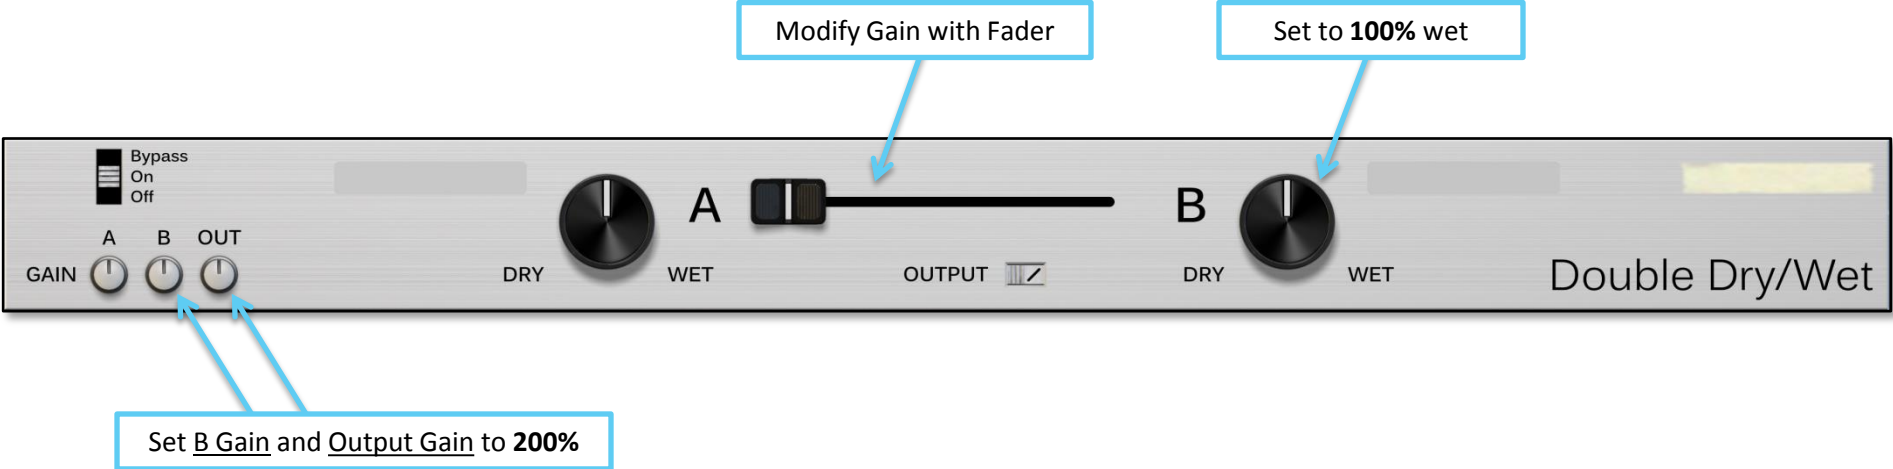 Modify Gain with Fader
Set to 100% wet
Bypass
On
Off
A B OUT
GAIN
A
B
DRY WET
OUTPUT
DRY WET
Double Dry/Wet
Set B Gain and Output Gain to 200%